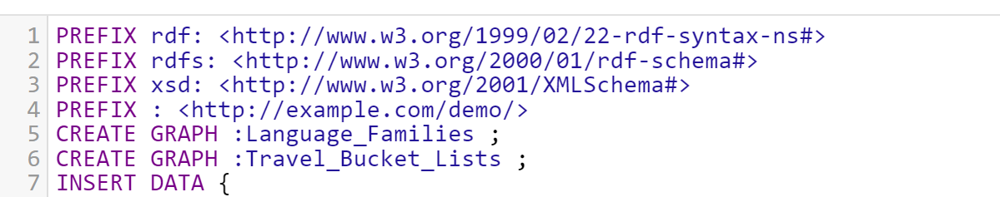 1 PREFIX rdf: <http://www.w3.org/1999/02/22-rdf-syntax-ns#>
2 PREFIX rdfs: <http://www.w3.org/2000/01/rdf-schema#>
3 PREFIX xsd: <http://www.w3.org/2001/XMLSchema#>
4 PREFIX : <http://example.com/demo/>
5 CREATE GRAPH :Language_Families ;
6 CREATE GRAPH :Travel_Bucket_Lists ;
7 INSERT DATA {